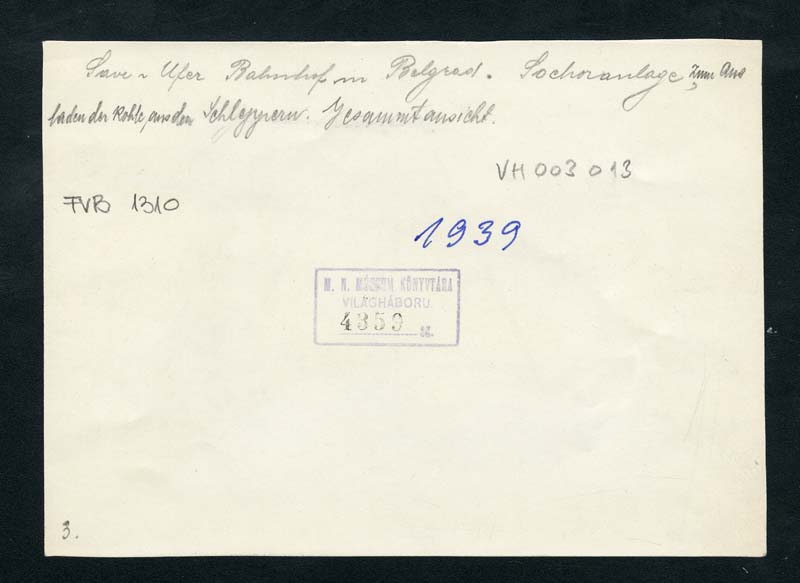 Save - Ufer Bahnhof in Belgrad. Sochoranlage, zum Aus
laden der Kohle, aus den Schleppern. Gesammtansicht.
VH 003 013
FVB 1310
1939
M. N. MÚZEUM KÖNYVTÁRA
VILÁGHÁBORU.
4359 sz.
3.